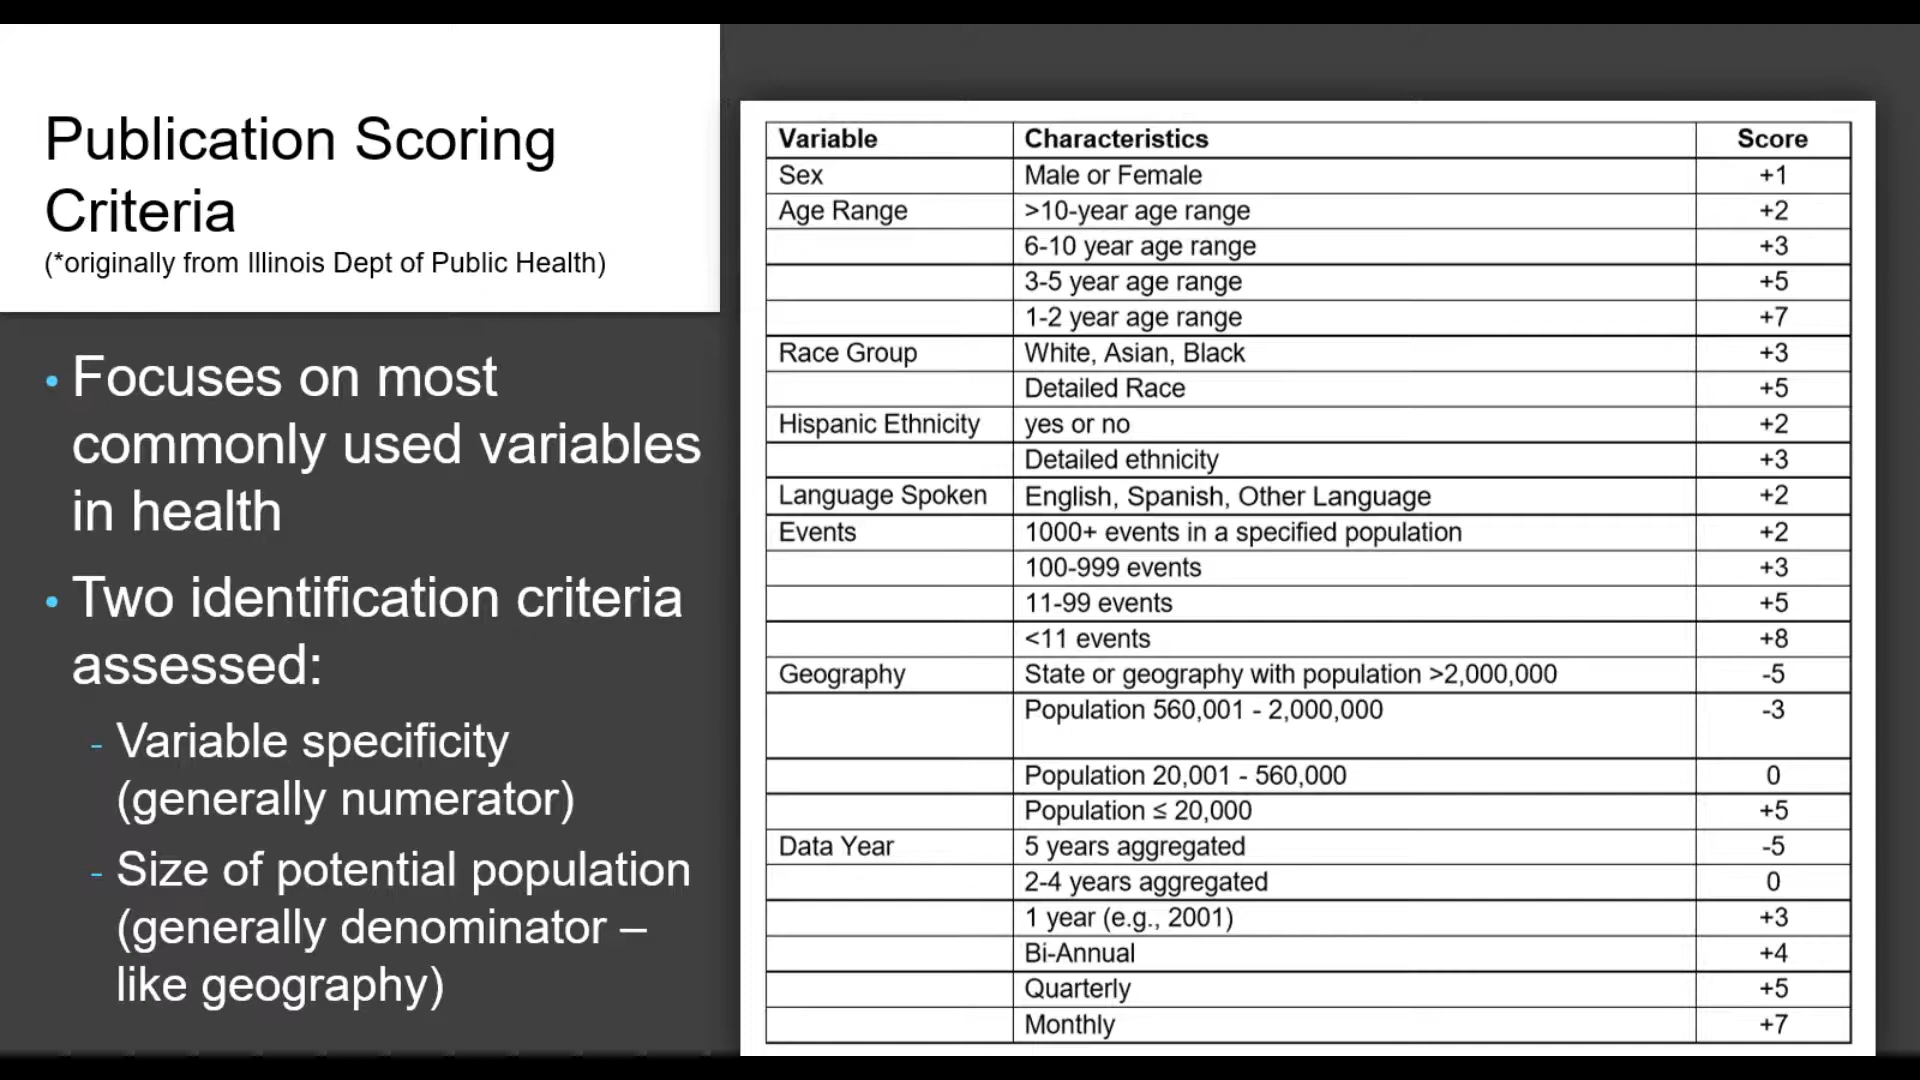 Publication Scoring
Criteria
(*originally from Illinois Dept of Public Health)
• Focuses on most
commonly used variables
in health
• Two identification criteria
assessed:
- Variable specificity
(generally numerator)
- Size of potential population
(generally denominator –
like geography)
Variable Characteristics Score
Sex Male or Female +1
Age Range >10-year age range +2
6-10 year age range +3
3-5 year age range +5
1-2 year age range +7
Race Group White, Asian, Black +3
Detailed Race +5
Hispanic Ethnicity yes or no +2
Detailed ethnicity +3
Language Spoken English, Spanish, Other Language +2
Events 1000+ events in a specified population +2
100-999 events +3
11-99 events +5
<11 events +8
Geography State or geography with population >2,000,000 -5
Population 560,001 - 2,000,000 -3
Population 20,001 - 560,000 0
Population ≤ 20,000 +5
Data Year 5 years aggregated -5
2-4 years aggregated 0
1 year (e.g., 2001) +3
Bi-Annual +4
Quarterly +5
Monthly +7